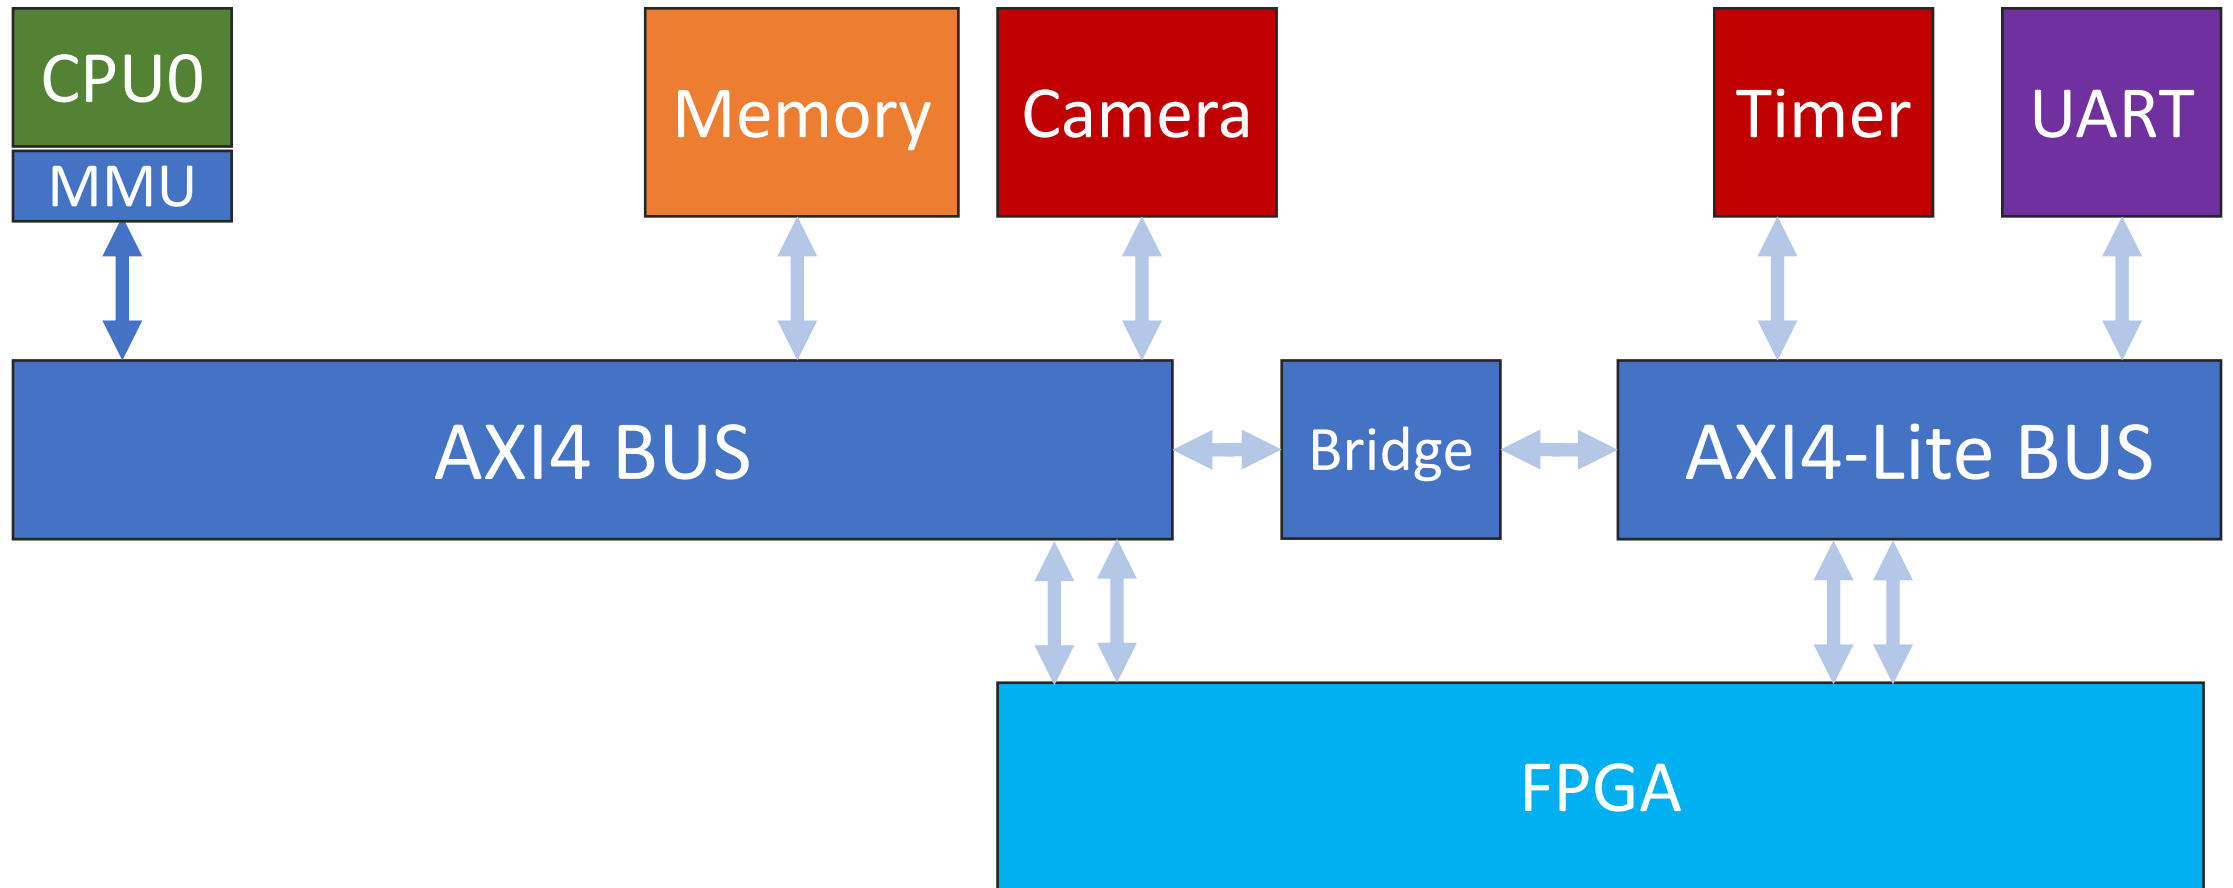 CPU0
MMU
Memory
Camera
Timer
UART
AXI4 BUS
Bridge
AXI4-Lite BUS
FPGA